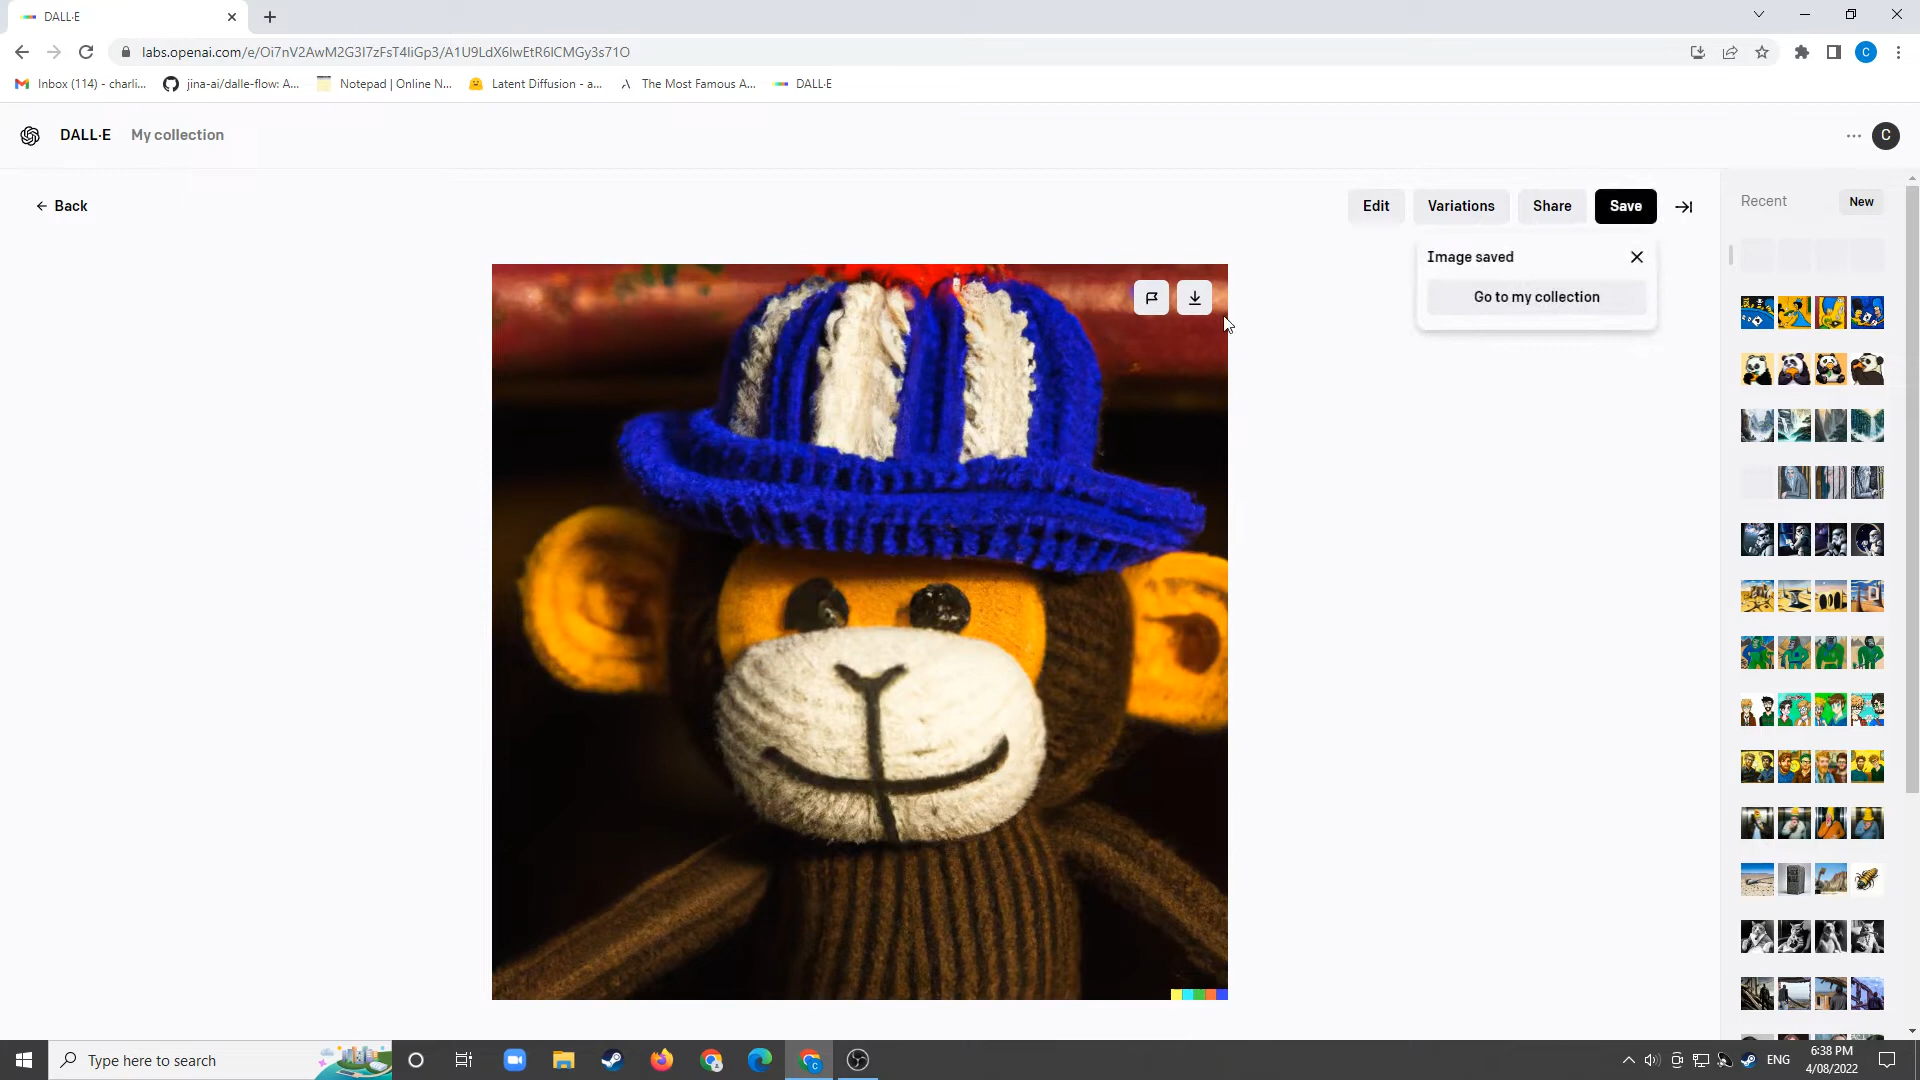 DALL·E
labs.openai.com/e/Oi7nV2AwM2G3I7zFsT4IiGp3/A1U9LdX6IwEtR6ICMGy3s71O
C
Inbox (114) - charli...
jina-ai/dalle-flow: A...
Notepad | Online N...
Latent Diffusion - a...
The Most Famous A...
DALL·E
DALL·E
My collection
C
Back
Edit
Variations
Share
Save
Recent
New
Image saved
Go to my collection
Type here to search
ENG
6:38 PM
4/08/2022